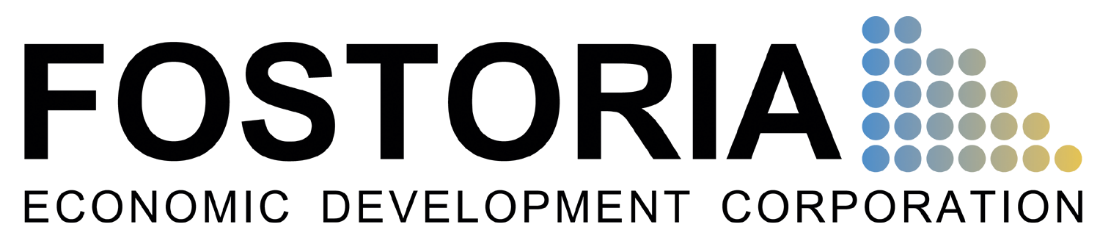 FOSTORIA
ECONOMIC DEVELOPMENT CORPORATION